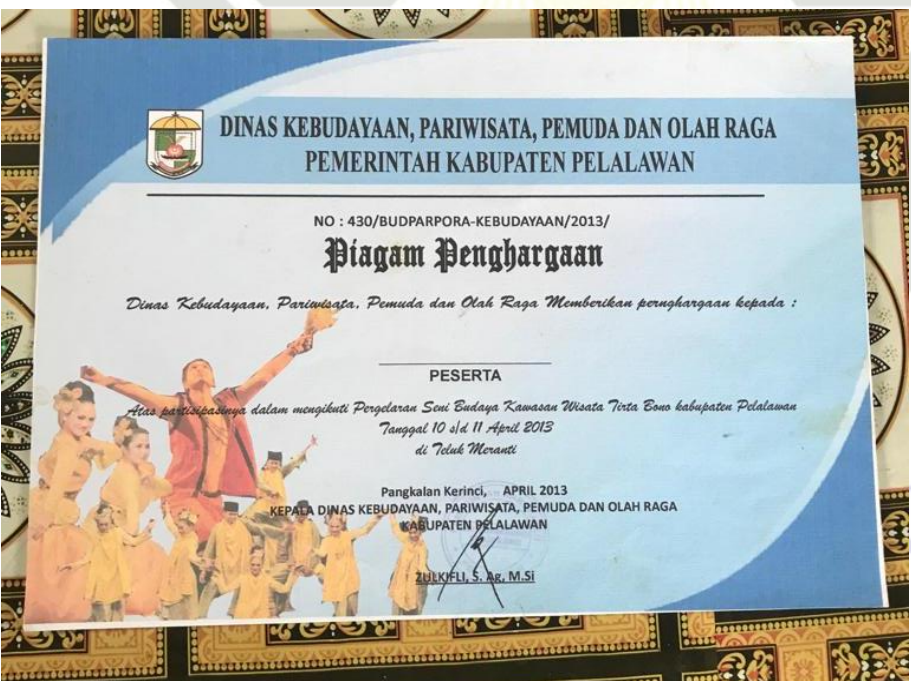 DINAS KEBUDAYAAN, PARIWISATA, PEMUDA DAN OLAH RAGA
PEMERINTAH KABUPATEN PELALAWAN
NO : 430/BUDPARPORA-KEBUDAYAAN/2013/
Piagam Penghargaan
Dinas Kebudayaan, Pariwisata, Pemuda dan Olah Raga Memberikan pernghargaan kepada :
PESERTA
Atas partisipasinya dalam mengikuti Pergelaran Seni Budaya Kawasan Wisata Tirta Bono kabupaten Pelalawan
Tanggal 10 s/d 11 April 2013
di Teluk Meranti
Pangkalan Kerinci, APRIL 2013
KEPALA DINAS KEBUDAYAAN, PARIWISATA, PEMUDA DAN OLAH RAGA
KABUPATEN PELALAWAN
ZULKIFLI, S. Ag, M.Si